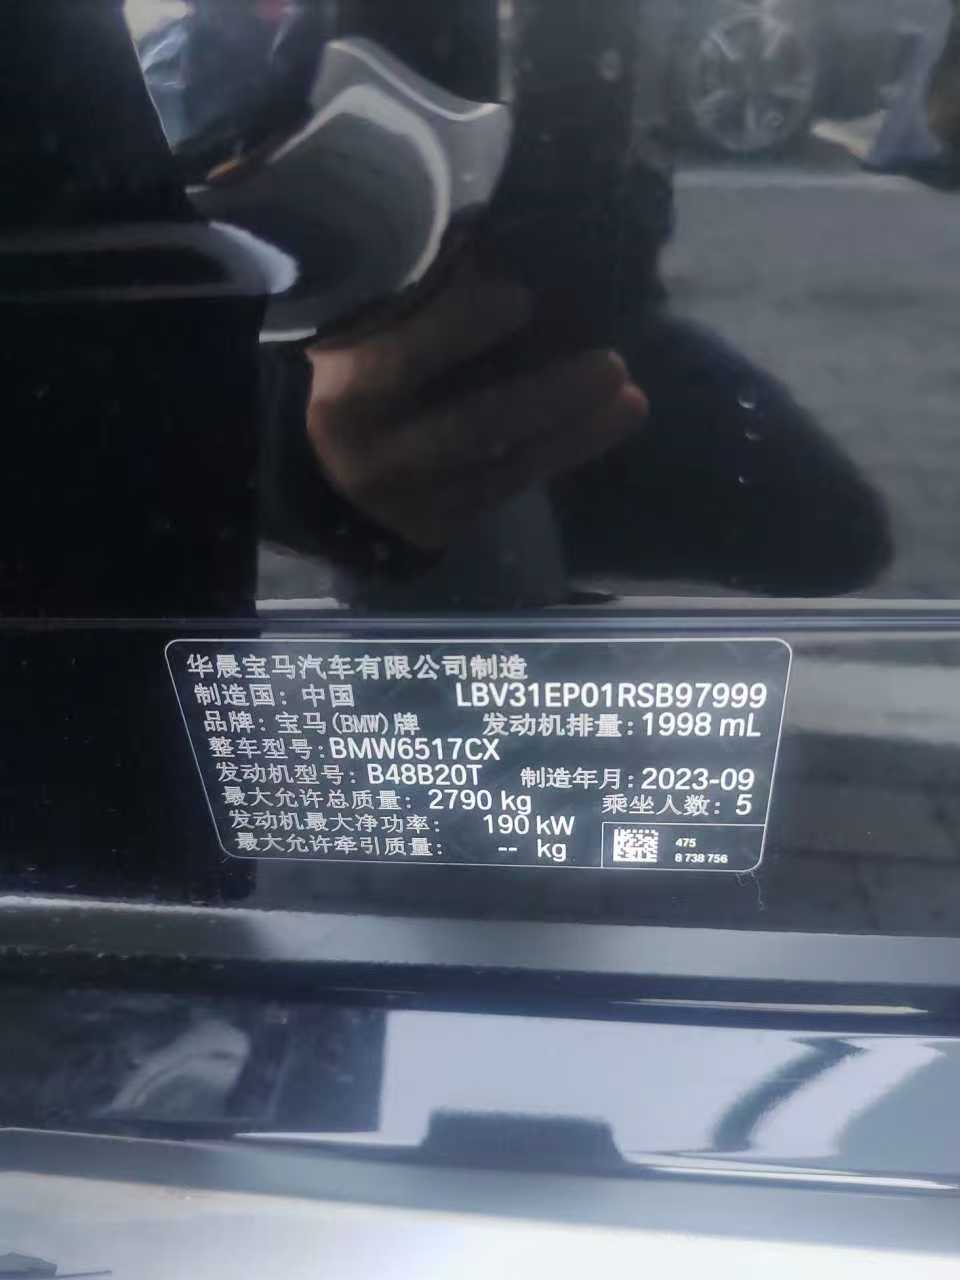 华晨宝马汽车有限公司制造
制造国：中国 LBV31EP01RSB97999
品牌：宝马(BMW)牌 发动机排量：1998 mL
整车型号：BMW6517CX
发动机型号：B48B20T 制造年月：2023-09
最大允许总质量：2790 kg 乘坐人数：5
发动机最大净功率：190 kW
最大允许牵引质量：-- kg
475
8 738 756